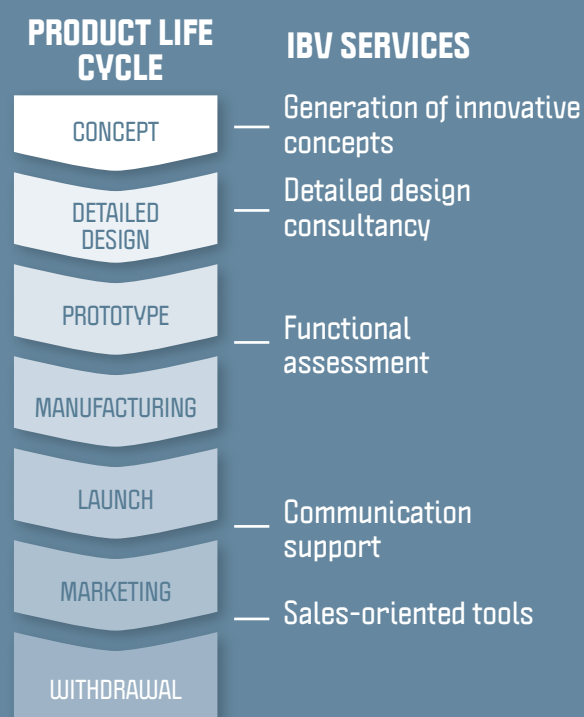 PRODUCT LIFE
CYCLE
IBV SERVICES
CONCEPT
Generation of innovative
concepts
DETAILED
DESIGN
Detailed design
consultancy
PROTOTYPE
Functional
assessment
MANUFACTURING
LAUNCH
Communication
support
MARKETING
Sales-oriented tools
WITHDRAWAL